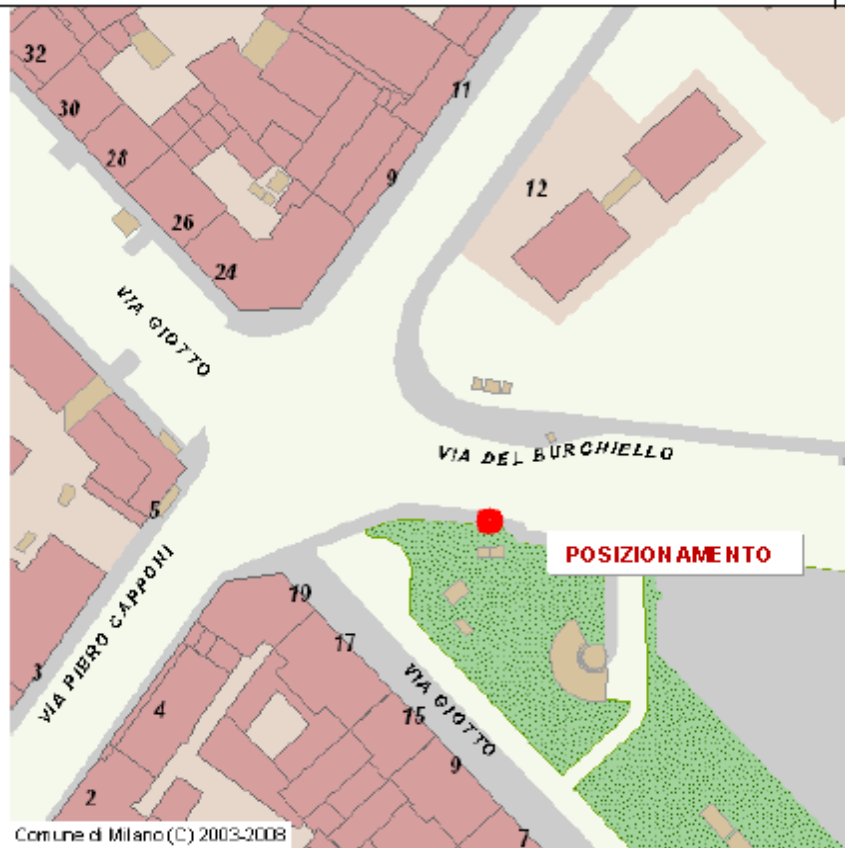 32
30
28
26
24
11
9
12
VIA GIOTTO
VIA DEL BURCHIELLO
5
POSIZIONAMENTO
VIA PIERO CAPPONI
3
19
17
VIA GIOTTO
15
9
7
4
2
Comune di Milano (C) 2003-2008